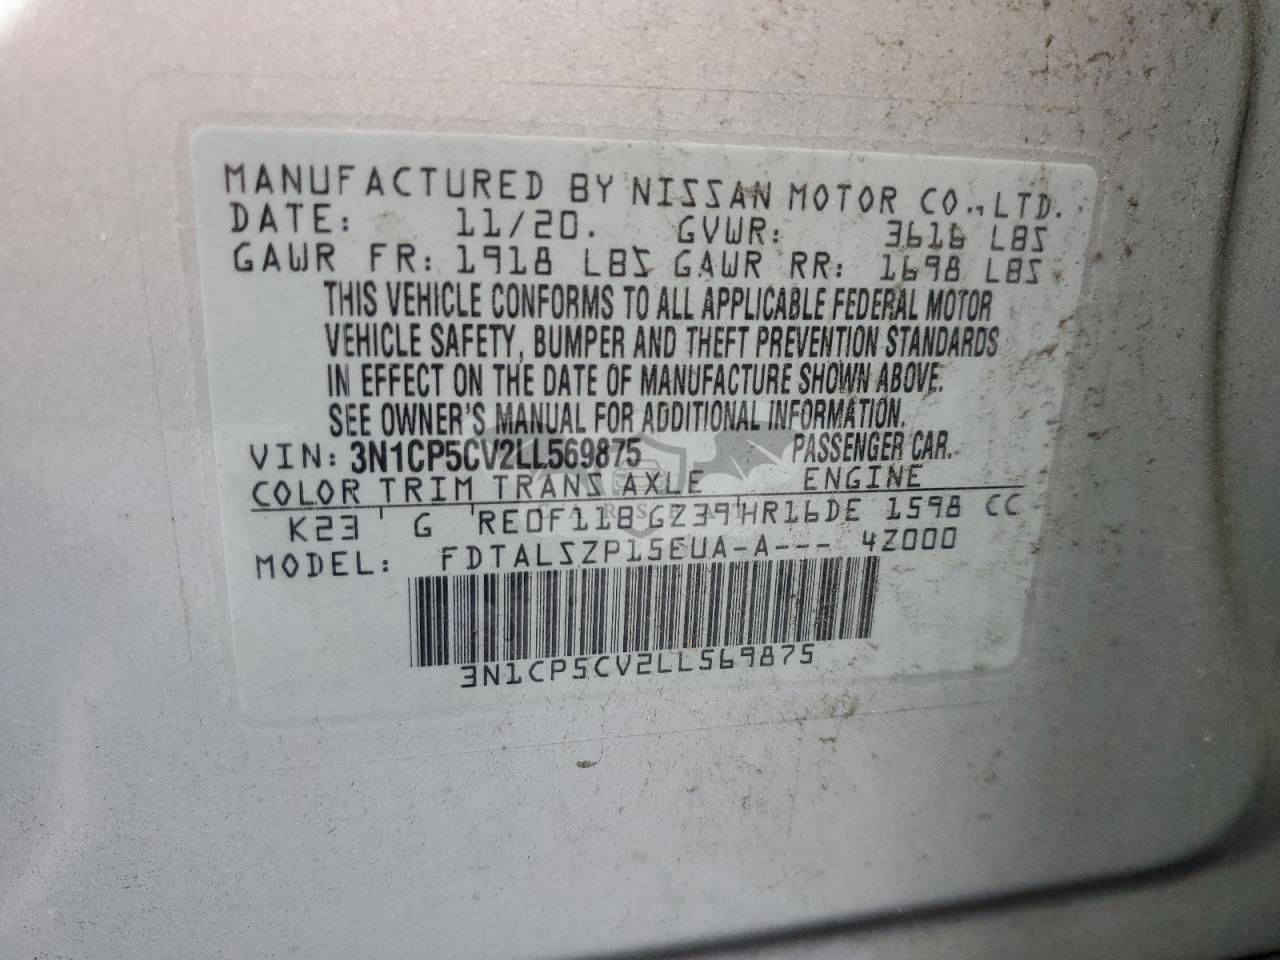 MANUFACTURED BY NISSAN MOTOR CO., LTD.
DATE: 11/20. GVWR: 3616 LBS
GAWR FR: 1918 LBS GAWR RR: 1698 LBS
THIS VEHICLE CONFORMS TO ALL APPLICABLE FEDERAL MOTOR
VEHICLE SAFETY, BUMPER AND THEFT PREVENTION STANDARDS
IN EFFECT ON THE DATE OF MANUFACTURE SHOWN ABOVE.
SEE OWNER'S MANUAL FOR ADDITIONAL INFORMATION.
VIN: 3N1CP5CV2LL569875 PASSENGER CAR.
COLOR TRIM TRANS AXLE ENGINE
K23 ' G 'RE0F11B GZ39'HR16DE 1598 CC
MODEL: FDTALSZP15EUA-A--- 4Z000
3N1CP5CV2LL569875